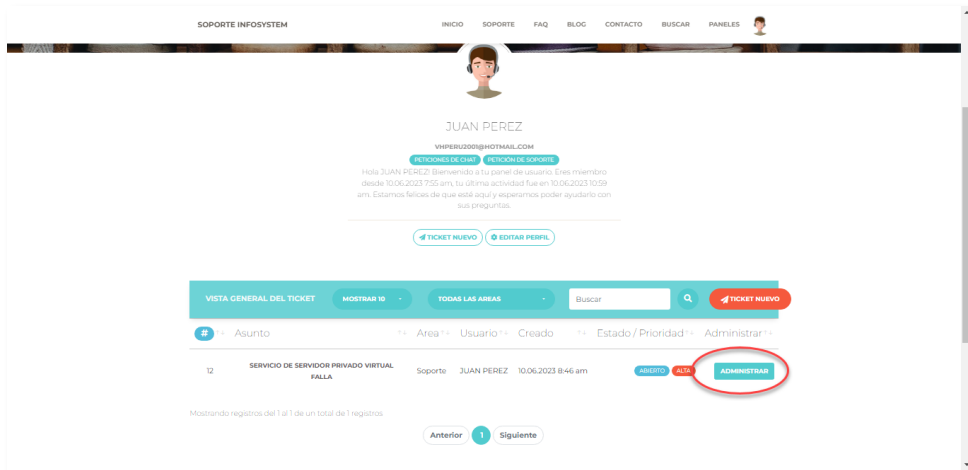 SOPORTE INFOSYSTEM INICIO SOPORTE FAQ BLOG CONTACTO BUSCAR PANELES
JUAN PEREZ
VHPERU2001@HOTMAIL.COM
PETICIONES DE CHAT PETICIÓN DE SOPORTE
Hola JUAN PEREZ! Bienvenido a tu panel de usuario. Eres miembro
desde 10.06.2023 7:55 am, tu última actividad fue en 10.06.2023 10:59
am. Estamos felices de que esté aquí y esperamos poder ayudarlo con
sus preguntas.
TICKET NUEVO EDITAR PERFIL
VISTA GENERAL DEL TICKET MOSTRAR 10 TODAS LAS AREAS Buscar TICKET NUEVO
# Asunto Area Usuario Creado Estado / Prioridad Administrar
12 SERVICIO DE SERVIDOR PRIVADO VIRTUAL FALLA Soporte JUAN PEREZ 10.06.2023 8:46 am ABIERTO ALTA ADMINISTRAR
Mostrando registros del 1 al 1 de un total de 1 registros
Anterior 1 Siguiente